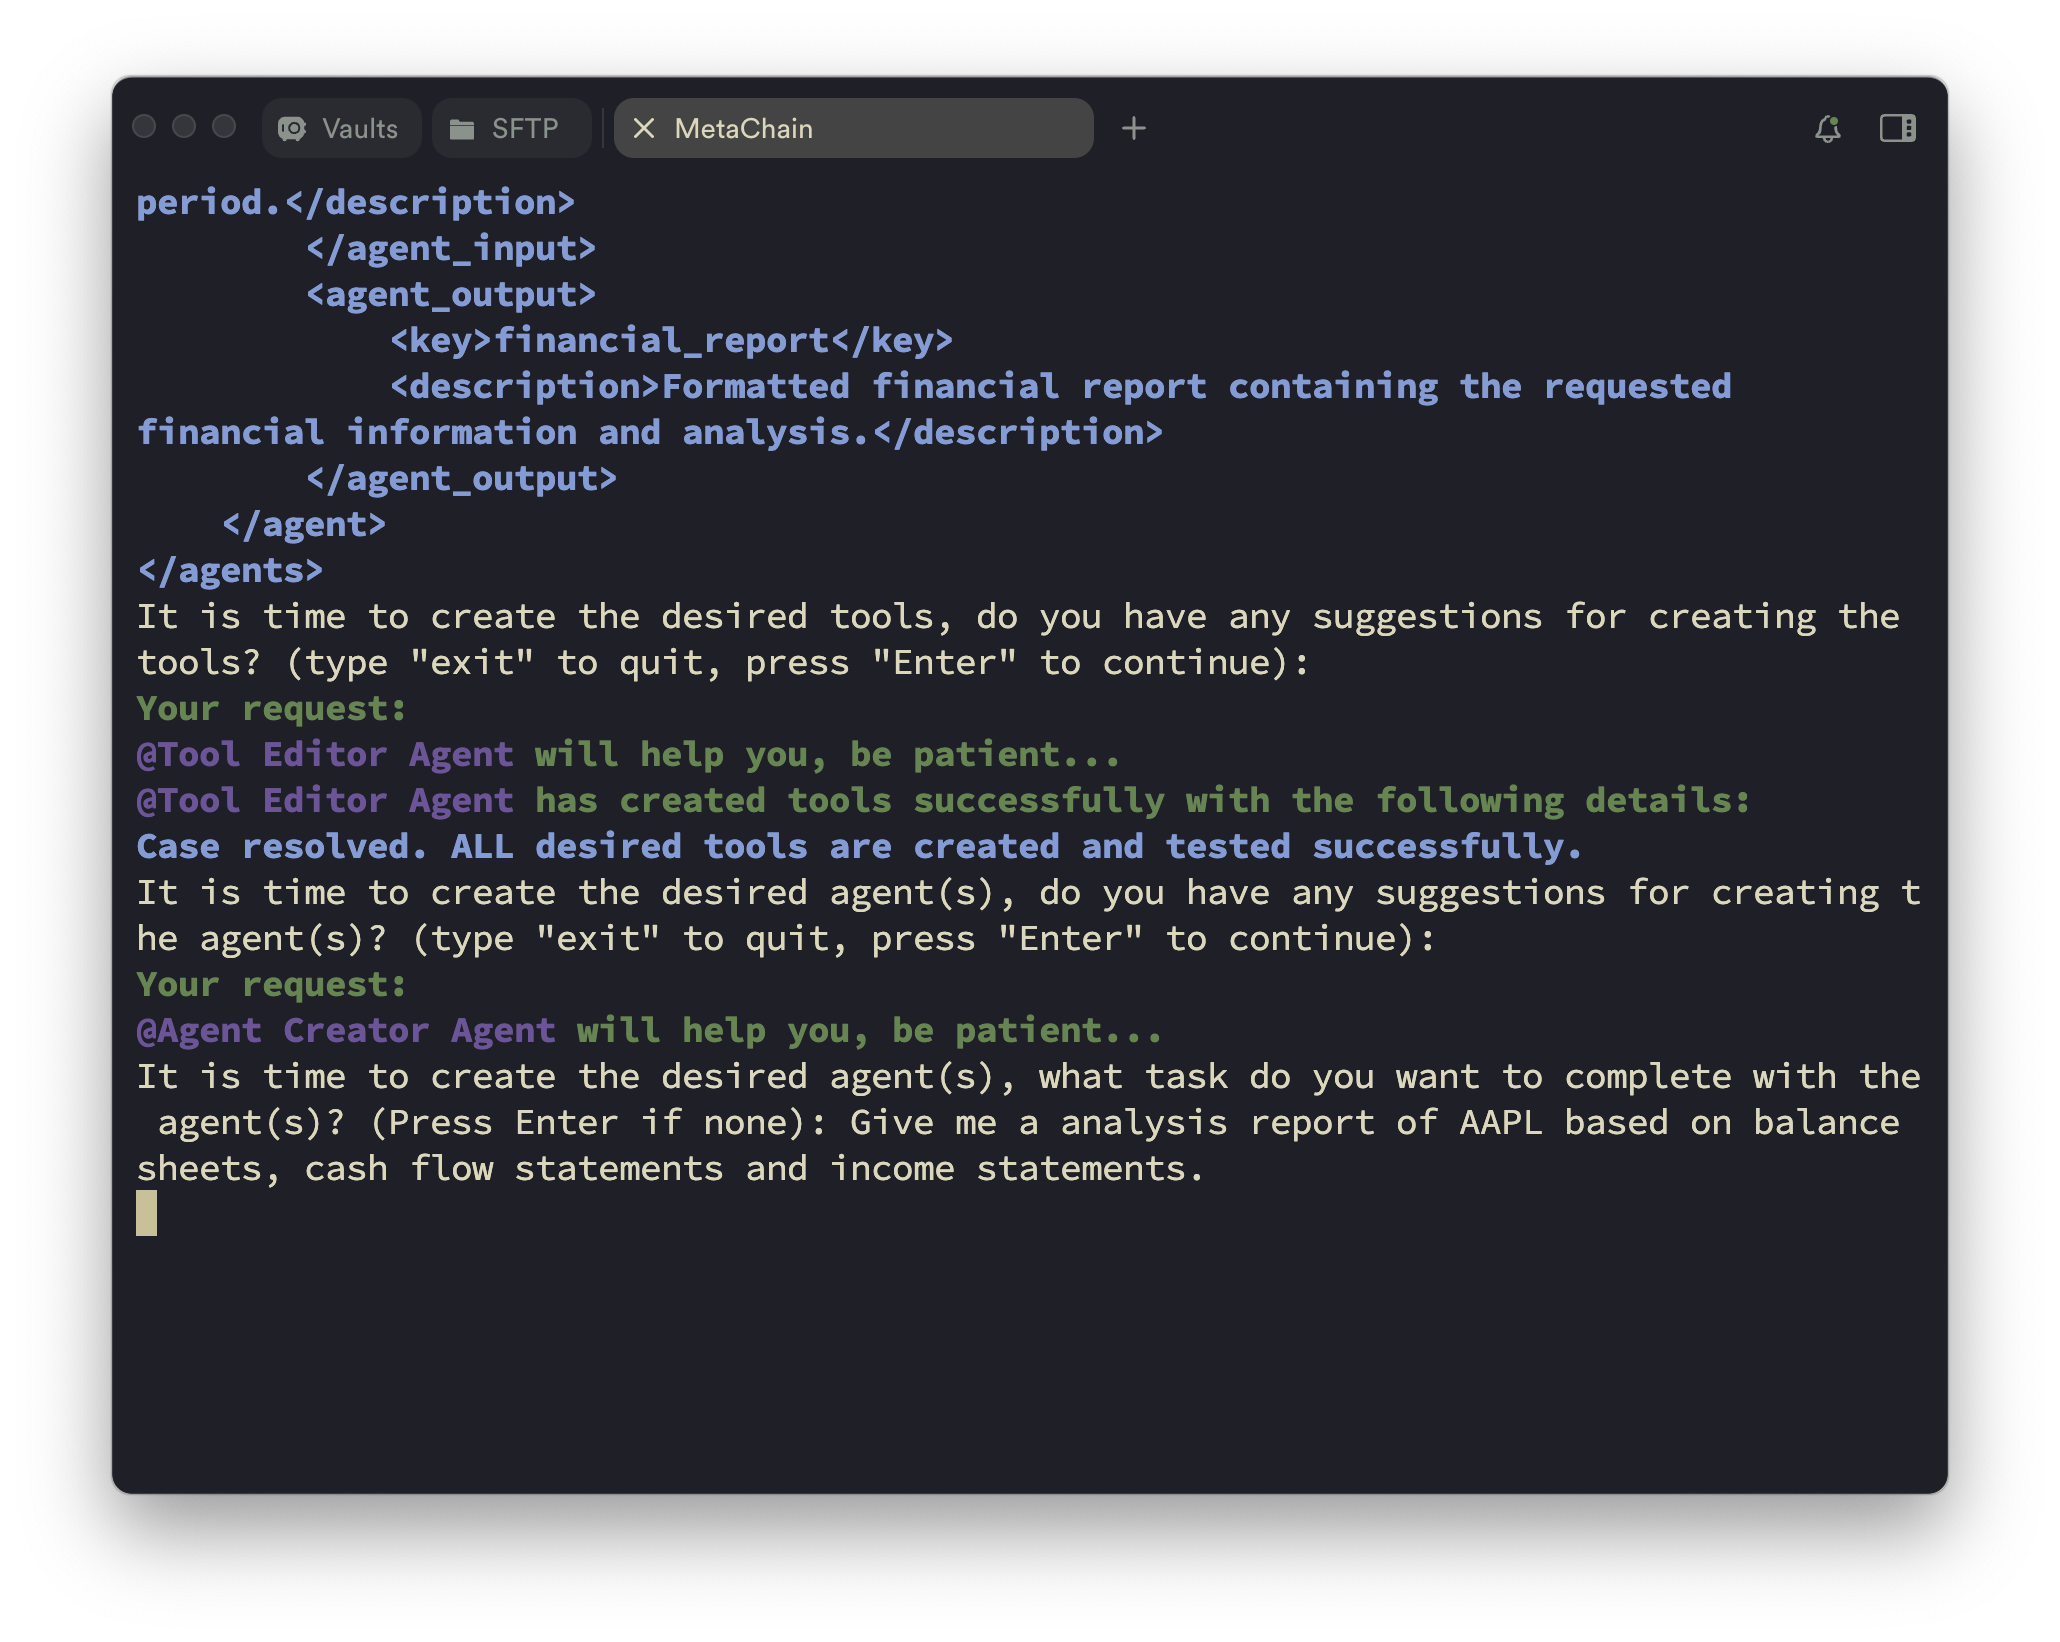 Vaults SFTP MetaChain
period.</description>
        </agent_input>
        <agent_output>
            <key>financial_report</key>
            <description>Formatted financial report containing the requested
financial information and analysis.</description>
        </agent_output>
    </agent>
</agents>
It is time to create the desired tools, do you have any suggestions for creating the
tools? (type "exit" to quit, press "Enter" to continue):
Your request:
@Tool Editor Agent will help you, be patient...
@Tool Editor Agent has created tools successfully with the following details:
Case resolved. ALL desired tools are created and tested successfully.
It is time to create the desired agent(s), do you have any suggestions for creating t
he agent(s)? (type "exit" to quit, press "Enter" to continue):
Your request:
@Agent Creator Agent will help you, be patient...
It is time to create the desired agent(s), what task do you want to complete with the
 agent(s)? (Press Enter if none): Give me a analysis report of AAPL based on balance
sheets, cash flow statements and income statements.